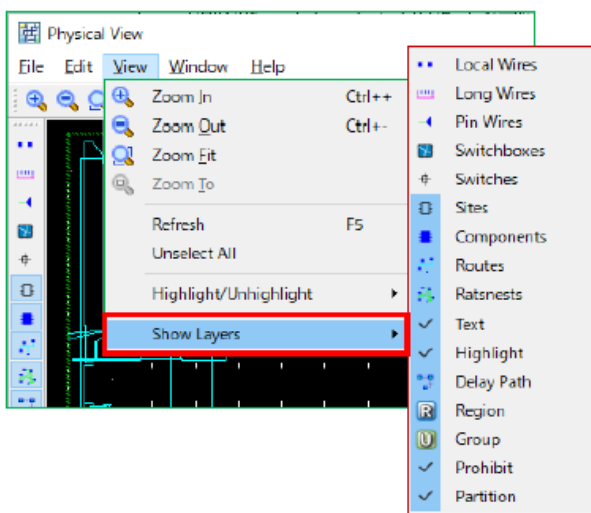 Physical View
File Edit View Window Help
Zoom In Ctrl++
Zoom Out Ctrl+-
Zoom Fit
Zoom To
Refresh F5
Unselect All
Highlight/Unhighlight
Show Layers
Local Wires
Long Wires
Pin Wires
Switchboxes
Switches
Sites
Components
Routes
Ratsnests
Text
Highlight
Delay Path
R Region
U Group
Prohibit
Partition